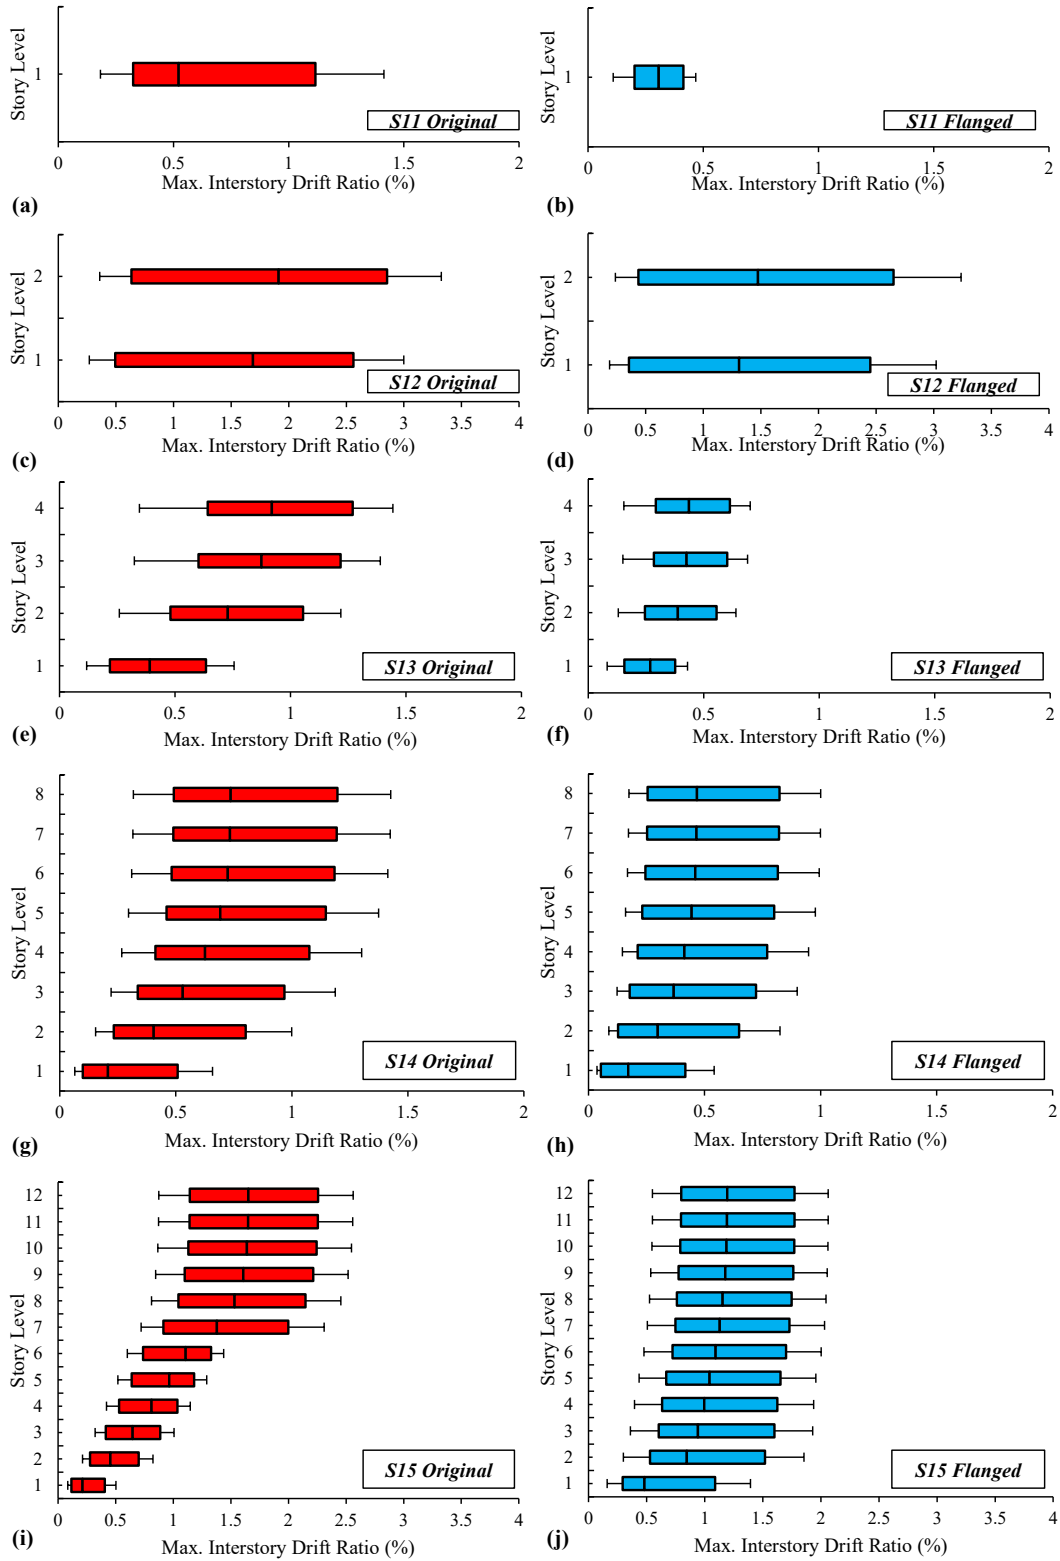 Story Level
1
S11 Original
0 0.5 1 1.5 2
Max. Interstory Drift Ratio (%)
(a)
Story Level
1
S11 Flanged
0 0.5 1 1.5 2
Max. Interstory Drift Ratio (%)
(b)
Story Level
2
1
S12 Original
0 0.5 1 1.5 2 2.5 3 3.5 4
Max. Interstory Drift Ratio (%)
(c)
Story Level
2
1
S12 Flanged
0 0.5 1 1.5 2 2.5 3 3.5 4
Max. Interstory Drift Ratio (%)
(d)
Story Level
4
3
2
1
S13 Original
0 0.5 1 1.5 2
Max. Interstory Drift Ratio (%)
(e)
Story Level
4
3
2
1
S13 Flanged
0 0.5 1 1.5 2
Max. Interstory Drift Ratio (%)
(f)
Story Level
8
7
6
5
4
3
2
1
S14 Original
0 0.5 1 1.5 2
Max. Interstory Drift Ratio (%)
(g)
Story Level
8
7
6
5
4
3
2
1
S14 Flanged
0 0.5 1 1.5 2
Max. Interstory Drift Ratio (%)
(h)
Story Level
12
11
10
9
8
7
6
5
4
3
2
1
S15 Original
0 0.5 1 1.5 2 2.5 3 3.5 4
Max. Interstory Drift Ratio (%)
(i)
Story Level
12
11
10
9
8
7
6
5
4
3
2
1
S15 Flanged
0 0.5 1 1.5 2 2.5 3 3.5 4
Max. Interstory Drift Ratio (%)
(j)